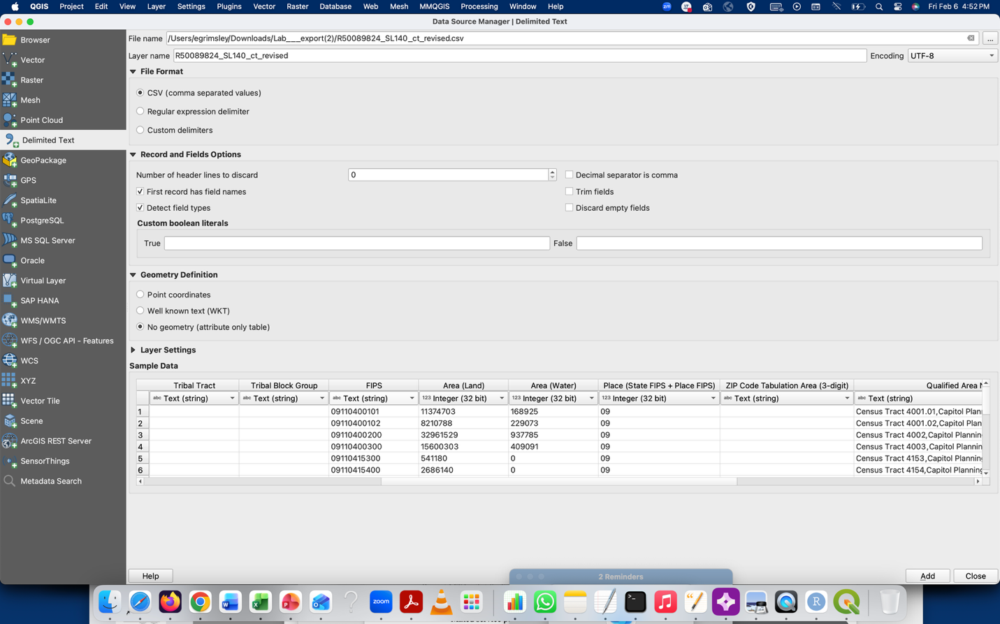 QGIS Project Edit View Layer Settings Plugins Vector Raster Database Web Mesh MMQGIS Processing Window Help zm Fri Feb 6 4:52 PM
Data Source Manager | Delimited Text
Browser
Vector
Raster
Mesh
Point Cloud
Delimited Text
GeoPackage
GPS
SpatiaLite
PostgreSQL
MS SQL Server
Oracle
Virtual Layer
SAP HANA
WMS/WMTS
WFS / OGC API - Features
WCS
XYZ
Vector Tile
Scene
ArcGIS REST Server
SensorThings
Metadata Search
File name /Users/egrimsley/Downloads/Lab___export(2)/R50089824_SL140_ct_revised.csv ...
Layer name R50089824_SL140_ct_revised Encoding UTF-8
File Format
CSV (comma separated values)
Regular expression delimiter
Custom delimiters
Record and Fields Options
Number of header lines to discard 0 Decimal separator is comma
First record has field names Trim fields
Detect field types Discard empty fields
Custom boolean literals
True False
Geometry Definition
Point coordinates
Well known text (WKT)
No geometry (attribute only table)
Layer Settings
Sample Data
Tribal Tract Tribal Block Group FIPS Area (Land) Area (Water) Place (State FIPS + Place FIPS) ZIP Code Tabulation Area (3-digit) Qualified Area
abc Text (string) abc Text (string) abc Text (string) 123 Integer (32 bit) 123 Integer (32 bit) 123 Integer (32 bit) abc Text (string) abc Text (string)
1 09110400101 11374703 168925 09 Census Tract 4001.01,Capitol Plan
2 09110400102 8210788 229073 09 Census Tract 4001.02,Capitol Plan
3 09110400200 32961529 937785 09 Census Tract 4002,Capitol Plannin
4 09110400300 15600303 409091 09 Census Tract 4003,Capitol Plannin
5 09110415300 541180 0 09 Census Tract 4153,Capitol Planning
6 09110415400 2686140 0 09 Census Tract 4154,Capitol Planning
Help Add Close
2 Reminders
zoom